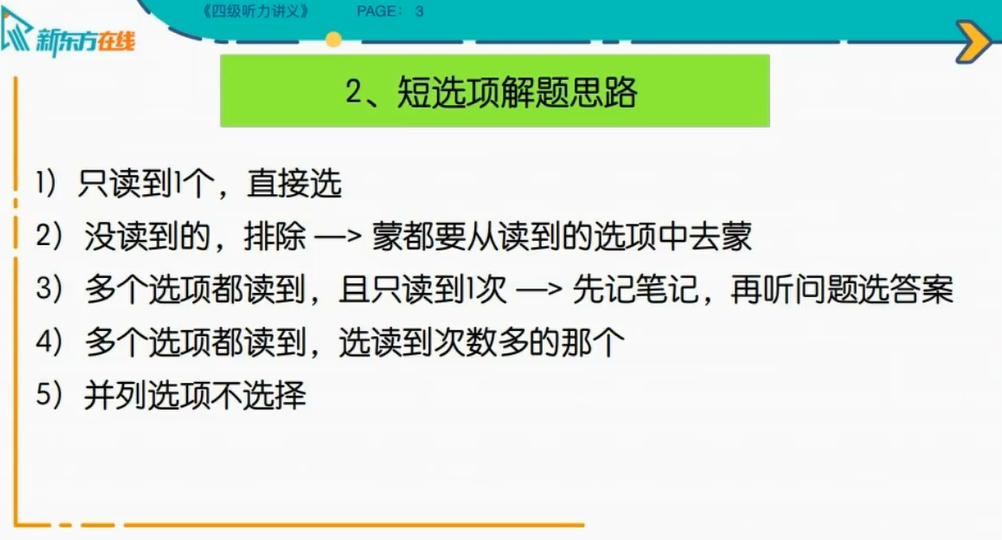 《四级听力讲义》 PAGE： 3
新东方在线
2、短选项解题思路
1）只读到1个，直接选
2）没读到的，排除 —> 蒙都要从读到的选项中去蒙
3）多个选项都读到，且只读到1次 —> 先记笔记，再听问题选答案
4）多个选项都读到，选读到次数多的那个
5）并列选项不选择